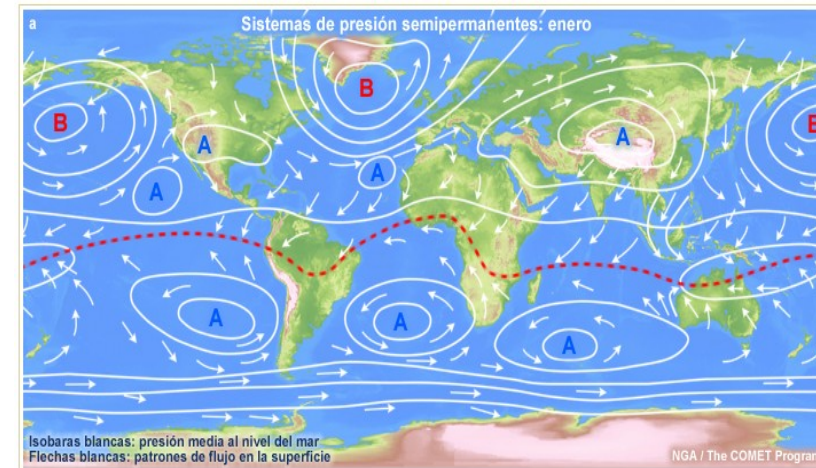 a
Sistemas de presión semipermanentes: enero
B
B
B
A
A
A
A
A
A
A
Isobaras blancas: presión media al nivel del mar
Flechas blancas: patrones de flujo en la superficie
NGA / The COMET Program